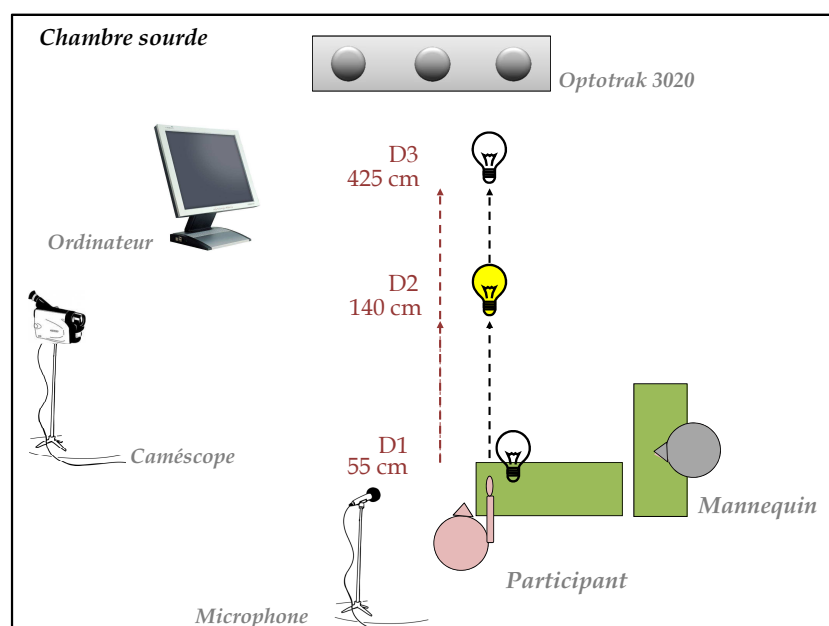 Chambre sourde
Optotrak 3020
D3
425 cm
Ordinateur
D2
140 cm
D1
55 cm
Caméscope
Mannequin
Participant
Microphone